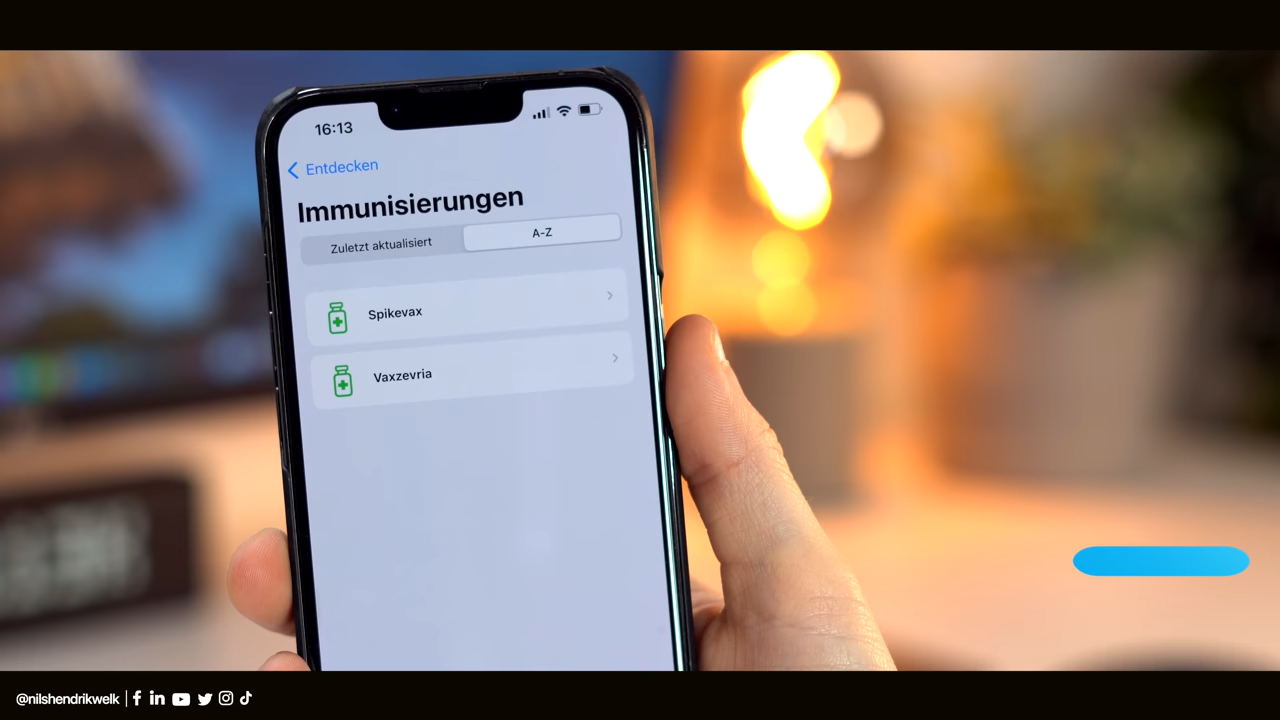 16:13
Entdecken
Immunisierungen
Zuletzt aktualisiert
A-Z
Spikevax
Vaxzevria
@nilshendrikwelk